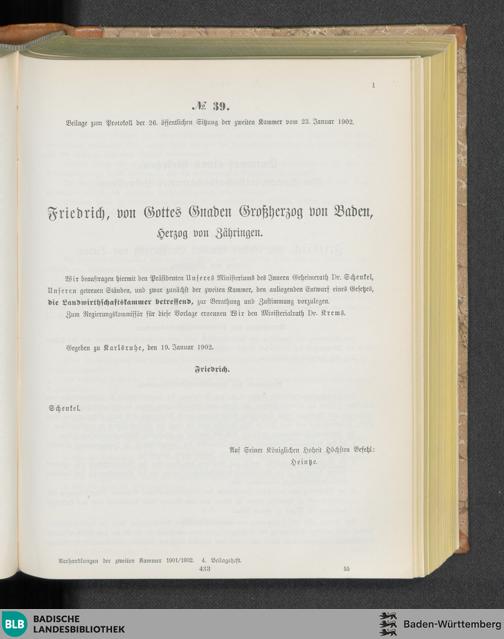 1
№ 39.
Beilage zum Protokoll der 26. öffentlichen Sitzung der zweiten Kammer vom 23. Januar 1902.
Friedrich, von Gottes Gnaden Großherzog von Baden,
Herzog von Zähringen.
Wir beauftragen hiermit den Präsidenten Unseres Ministeriums des Innern Geheimerath Dr. Schenkel,
Unseren getreuen Ständen, und zwar zunächst der zweiten Kammer, den anliegenden Entwurf eines Gesetzes,
die Landwirthschaftskammer betreffend, zur Berathung und Zustimmung vorzulegen.
Zum Regierungskommissär für diese Vorlage ernennen Wir den Ministerialrath Dr. Krems.
Gegeben zu Karlsruhe, den 19. Januar 1902.
Friedrich.
Schenkel.
Auf Seiner Königlichen Hoheit Höchsten Befehl:
Heintze.
Verhandlungen der zweiten Kammer 1901/1902. 4. Beilageheft.
433 55
BLB BADISCHE
LANDESBIBLIOTHEK
Baden-Württemberg